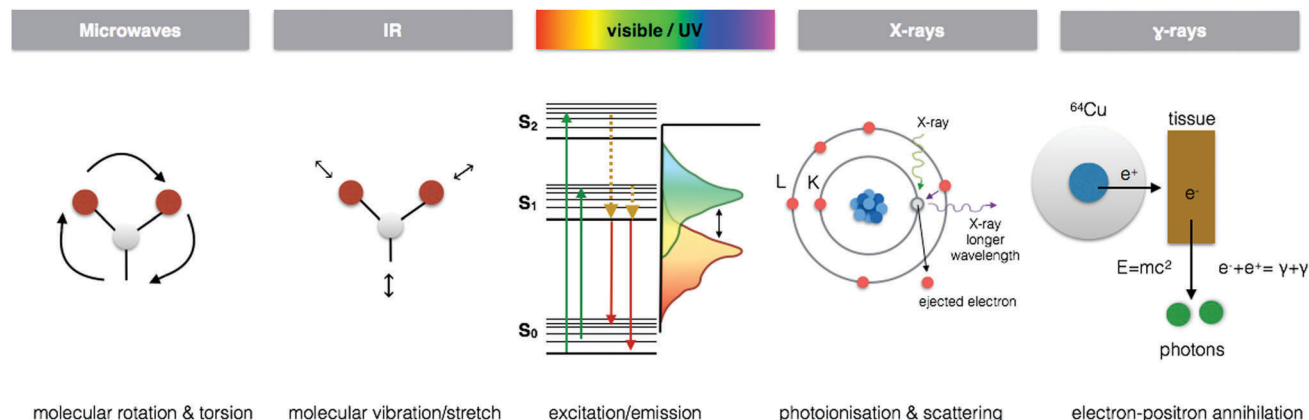 Microwaves
IR
visible / UV
X-rays
ɣ-rays
S₂
S₁
S₀
X-ray
L
K
X-ray
longer
wavelength
ejected electron
⁶⁴Cu
tissue
e⁺
e⁻
E=mc²
e⁻+e⁺= γ+γ
photons
molecular rotation & torsion
molecular vibration/stretch
excitation/emission
photoionisation & scattering
electron-positron annihilation